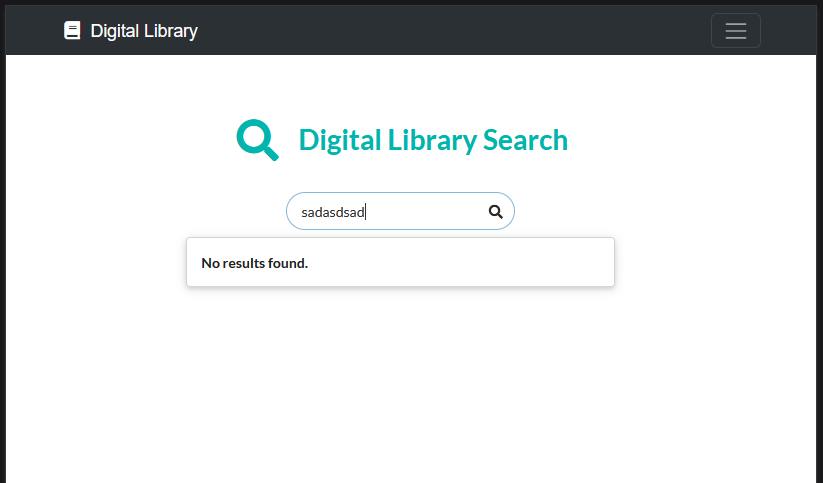 Digital Library
Digital Library Search
sadasdsad
No results found.